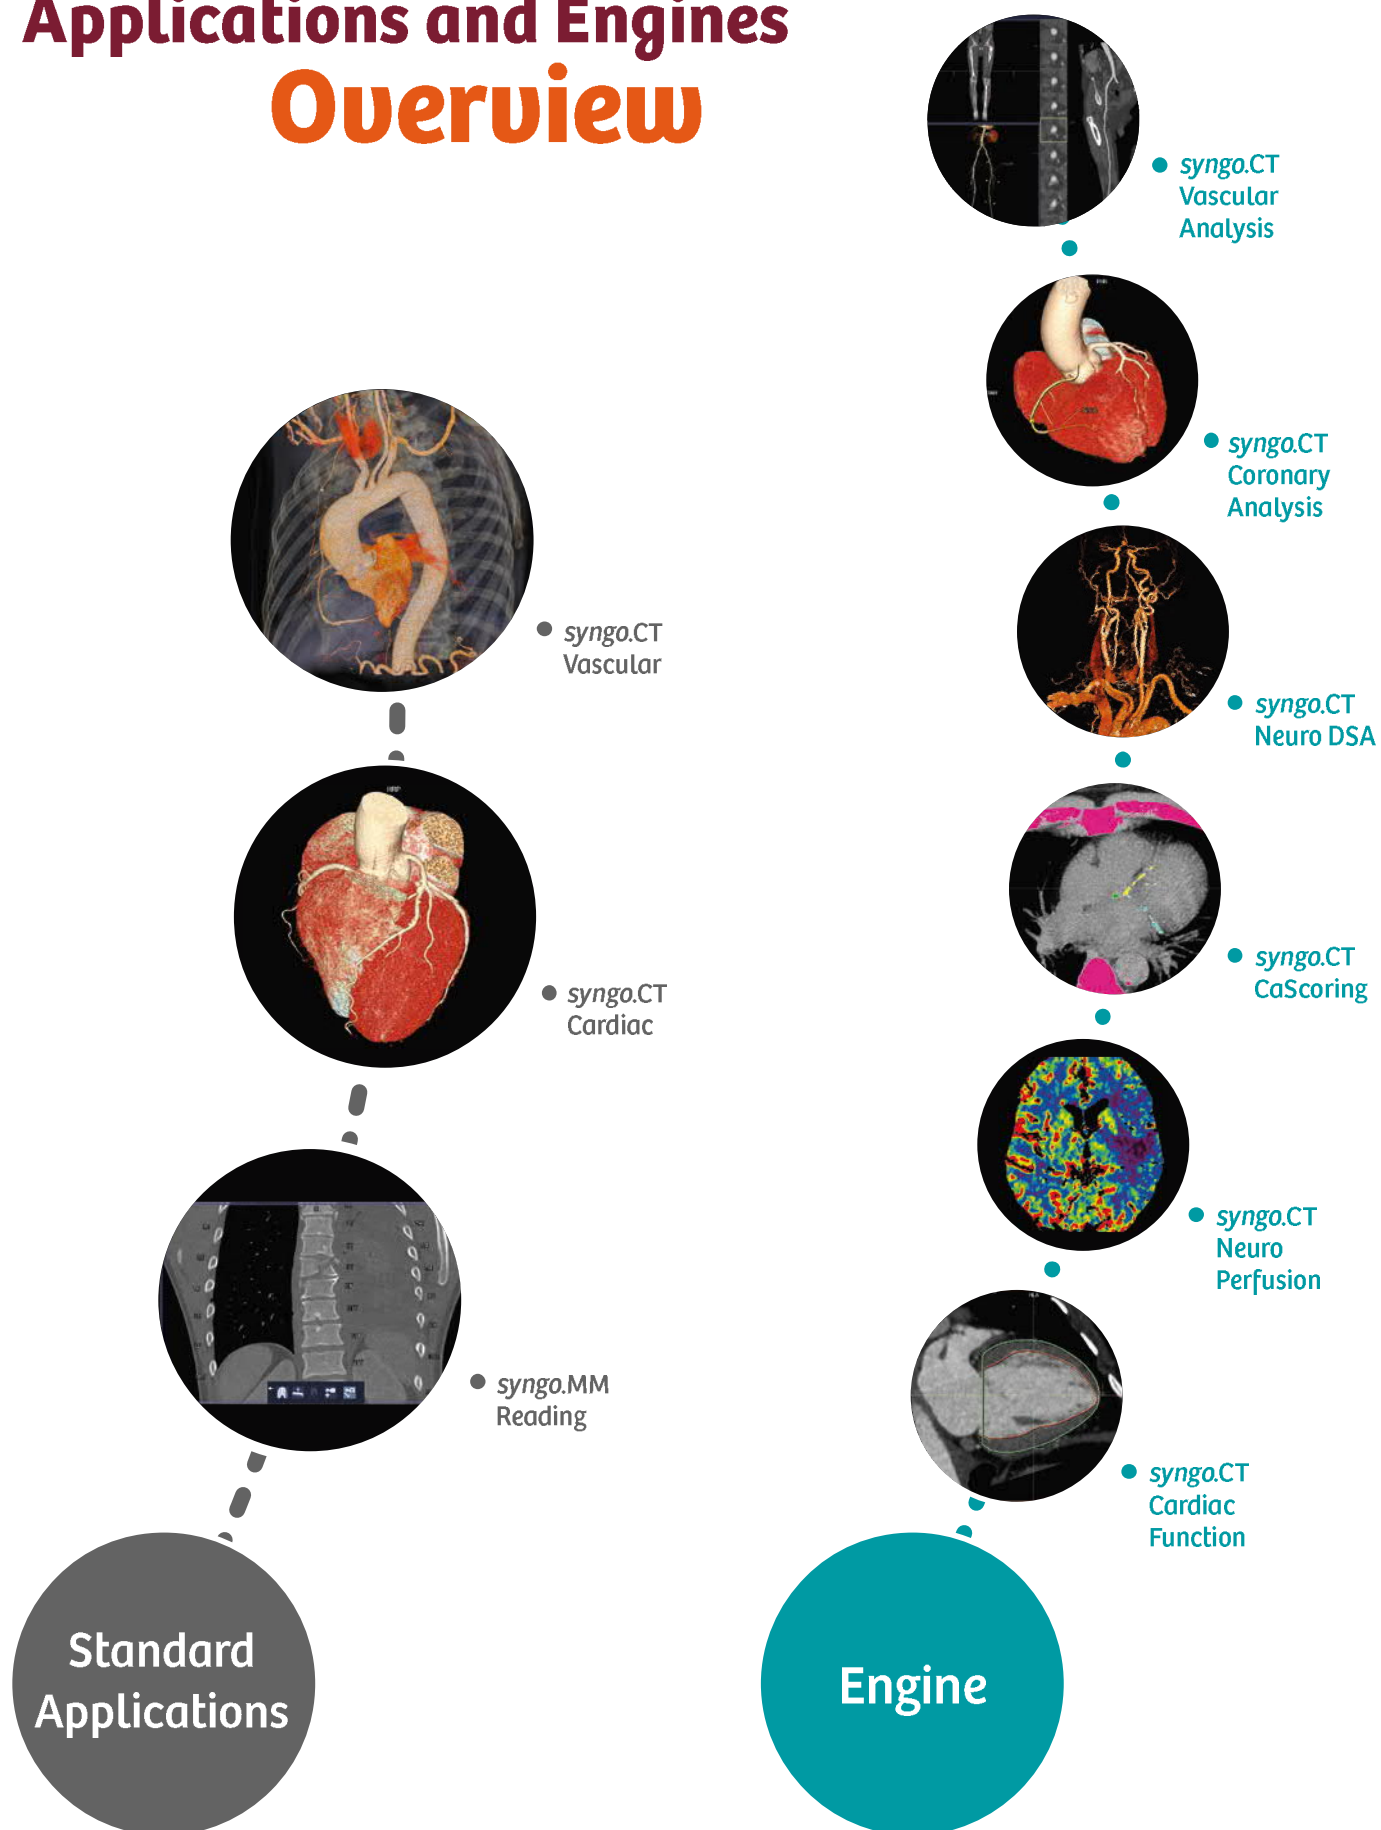 Applications and Engines
Overview
syngo.CT
Vascular
syngo.CT
Cardiac
syngo.MM
Reading
Standard
Applications
syngo.CT
Vascular
Analysis
syngo.CT
Coronary
Analysis
syngo.CT
Neuro DSA
syngo.CT
CaScoring
syngo.CT
Neuro
Perfusion
syngo.CT
Cardiac
Function
Engine